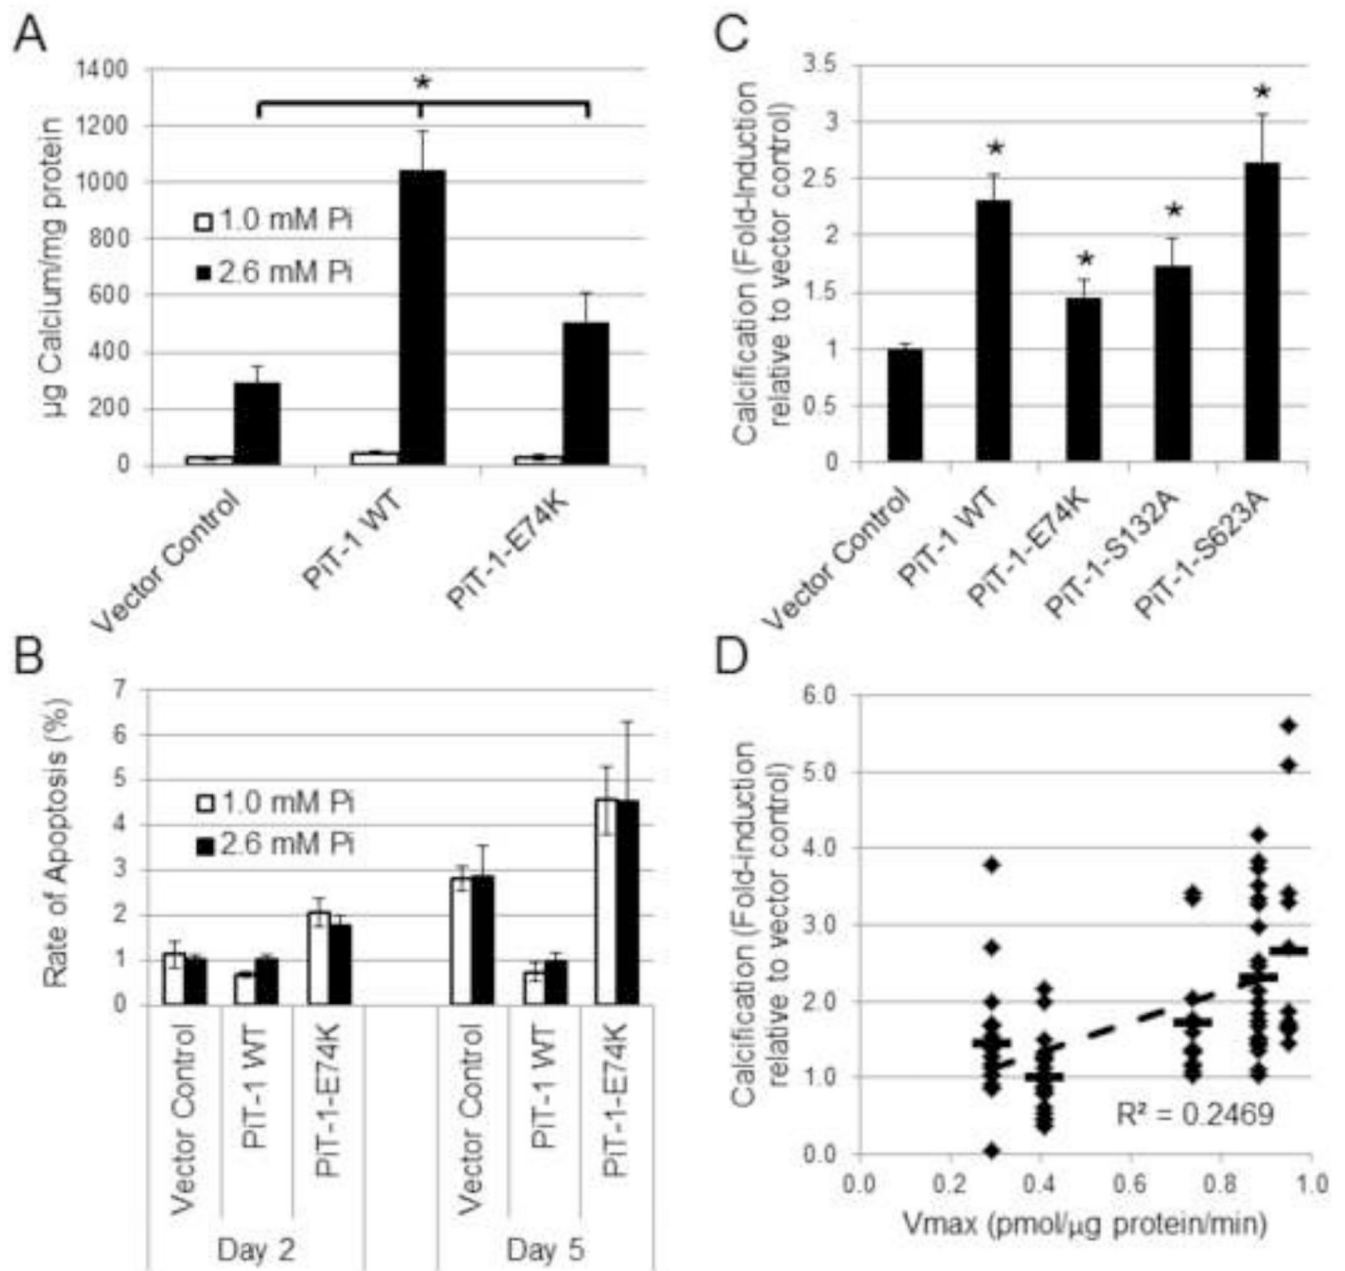 A
µg Calcium/mg protein
1400
1200
1000
800
600
400
200
0
*
1.0 mM Pi
2.6 mM Pi
Vector Control
PiT-1 WT
PiT-1-E74K
C
Calcification (Fold-Induction
relative to vector control)
3.5
3
2.5
2
1.5
1
0.5
0
*
*
*
*
Vector Control
PiT-1 WT
PiT-1-E74K
PiT-1-S132A
PiT-1-S623A
B
Rate of Apoptosis (%)
7
6
5
4
3
2
1
0
1.0 mM Pi
2.6 mM Pi
Vector Control
PiT-1 WT
PiT-1-E74K
Vector Control
PiT-1 WT
PiT-1-E74K
Day 2
Day 5
D
Calcification (Fold-induction
relative to vector control)
6.0
5.0
4.0
3.0
2.0
1.0
0.0
R² = 0.2469
0.0 0.2 0.4 0.6 0.8 1.0
Vmax (pmol/µg protein/min)